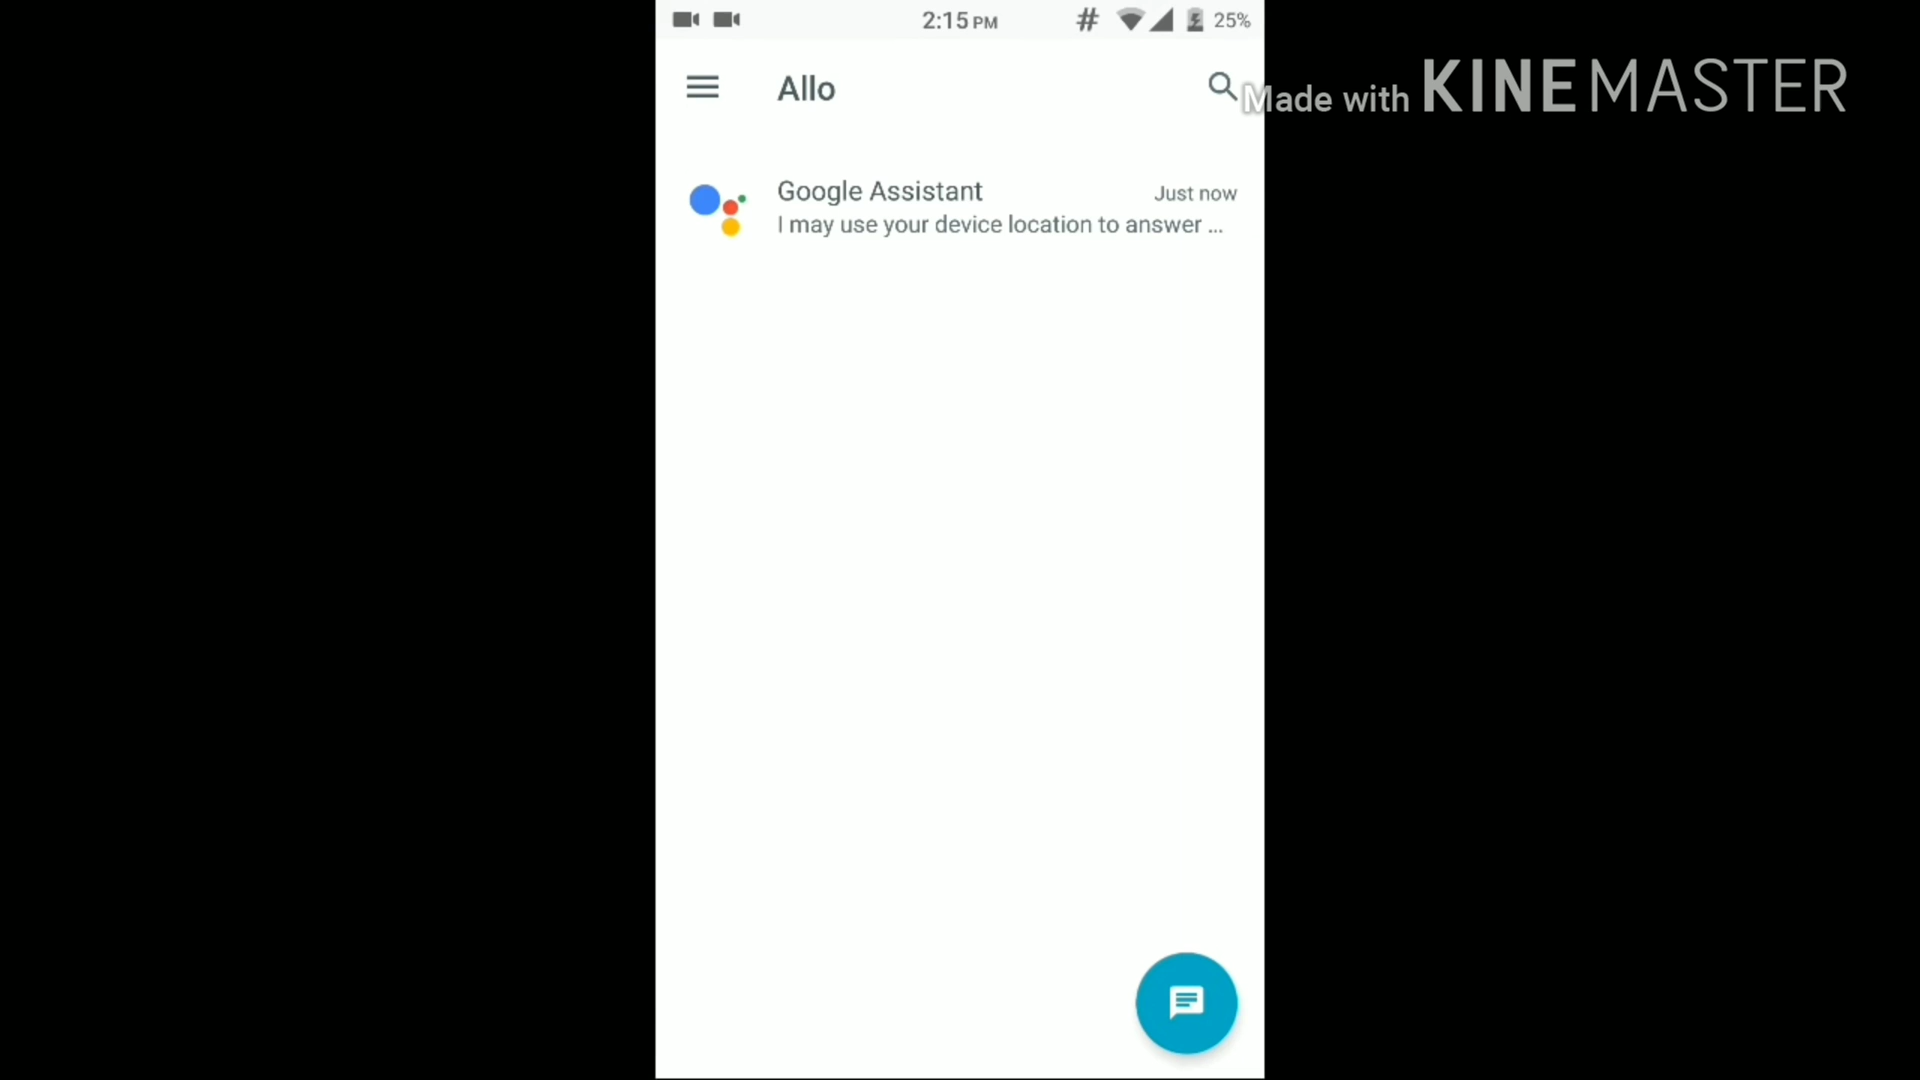 2:15 PM # 25%
Allo
Made with KINEMASTER
Google Assistant Just now
I may use your device location to answer ...